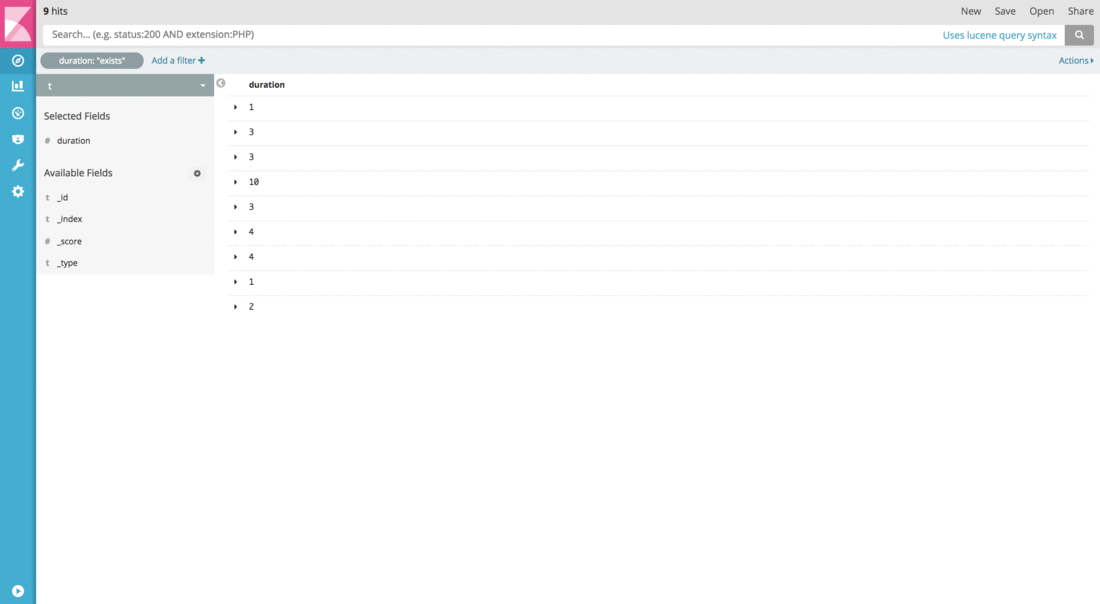 9 hits
New Save Open Share
Search... (e.g. status:200 AND extension:PHP)
Uses lucene query syntax
duration: "exists"
Add a filter +
Actions
t
Selected Fields
# duration
Available Fields
t _id
t _index
# _score
t _type
duration
1
3
3
10
3
4
4
1
2